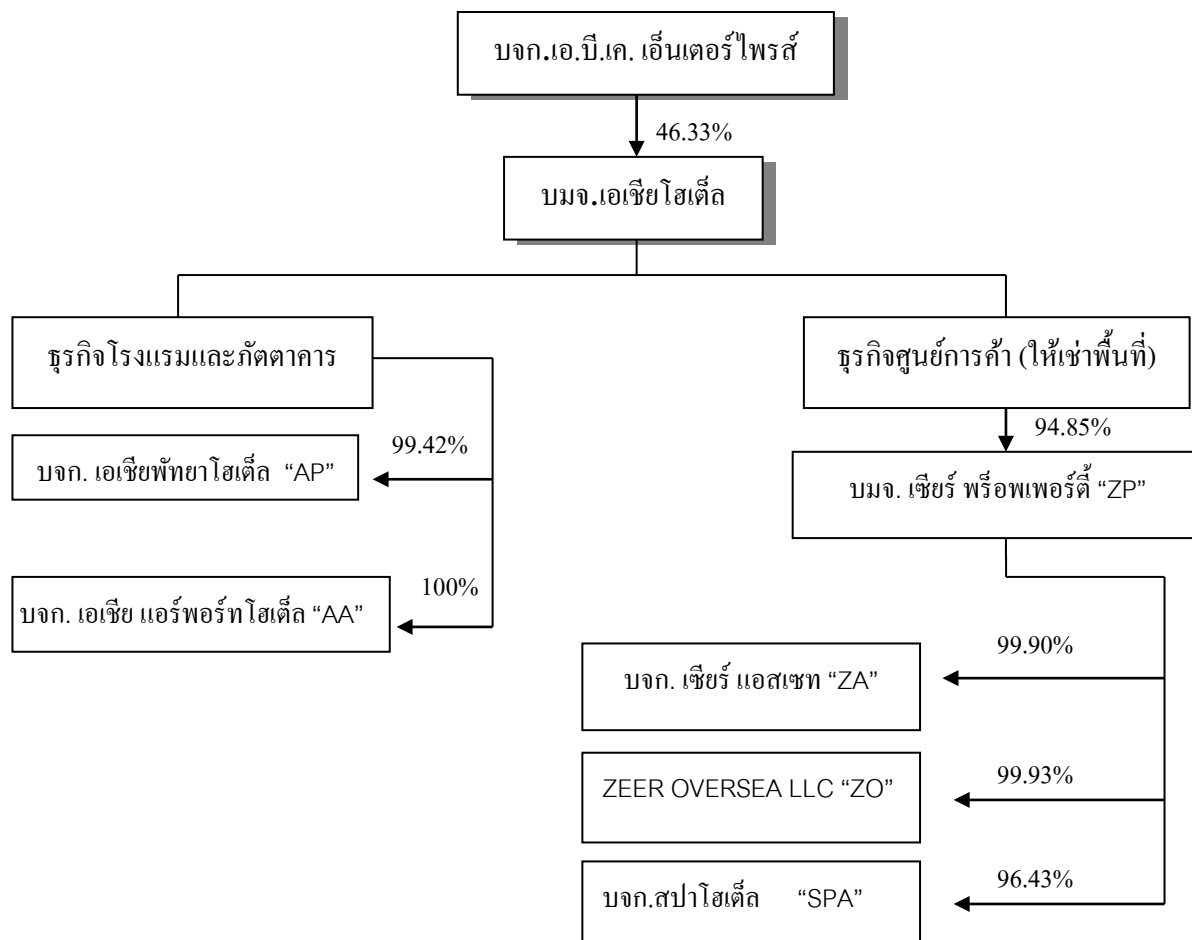 บจก.เอ.บี.เค. เอ็นเตอร์ไพรส์
46.33%
บมจ.เอเชียโฮเต็ล
ธุรกิจโรงแรมและภัตตาคาร
ธุรกิจศูนย์การค้า (ให้เช่าพื้นที่)
99.42%
94.85%
บจก. เอเชียพัทยาโฮเต็ล “AP”
บมจ. เซียร์ พร็อพเพอร์ตี้ “ZP”
100%
บจก. เอเชีย แอร์พอร์ทโฮเต็ล “AA”
99.90%
บจก. เซียร์ แอสเซท “ZA”
99.93%
ZEER OVERSEA LLC “ZO”
96.43%
บจก.สปาโฮเต็ล “SPA”